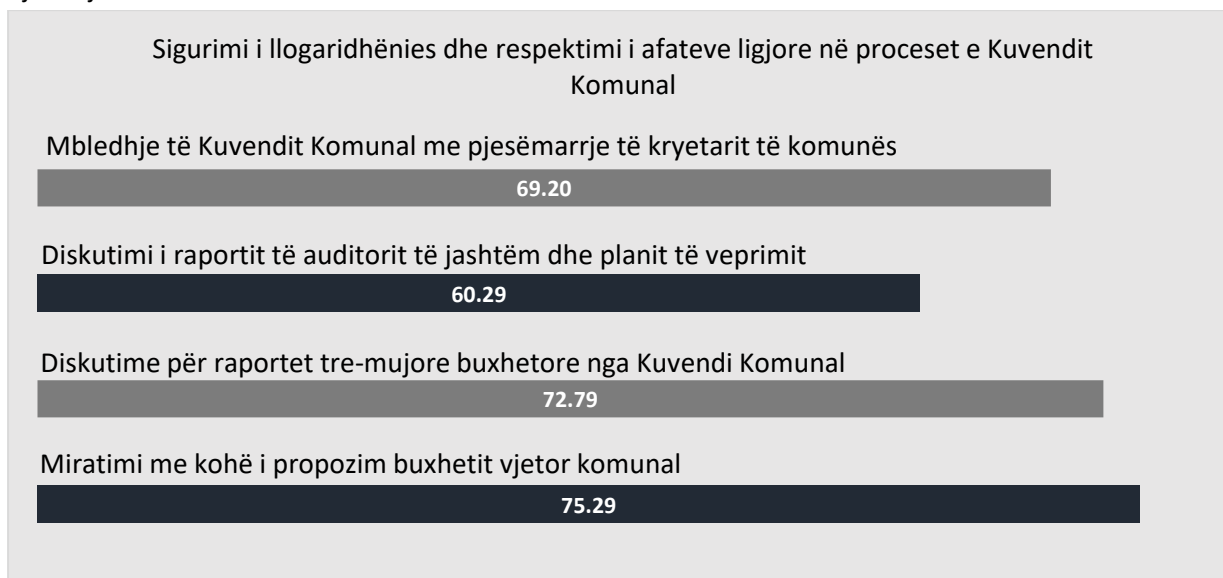 Sigurimi i llogaridhënies dhe respektimi i afateve ligjore në proceset e Kuvendit
Komunal
Mbledhje të Kuvendit Komunal me pjesëmarrje të kryetarit të komunës
69.20
Diskutimi i raportit të auditorit të jashtëm dhe planit të veprimit
60.29
Diskutime për raportet tre-mujore buxhetore nga Kuvendi Komunal
72.79
Miratimi me kohë i propozim buxhetit vjetor komunal
75.29